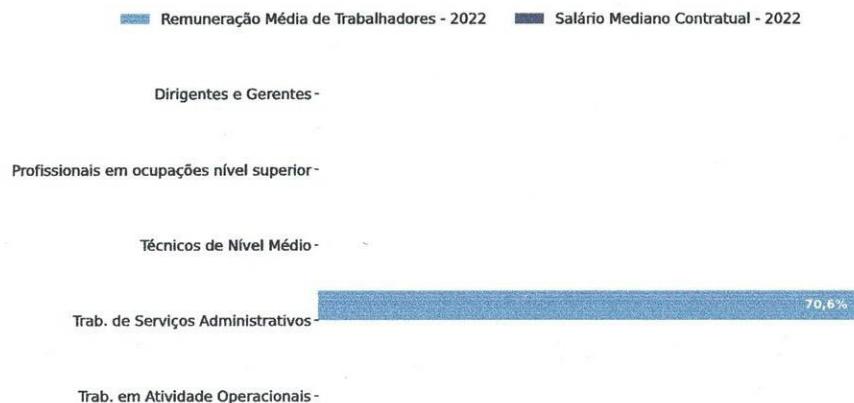 Remuneração Média de Trabalhadores - 2022 Salário Mediano Contratual - 2022
Dirigentes e Gerentes
Profissionais em ocupações nível superior
Técnicos de Nível Médio
70,6%
Trab. de Serviços Administrativos
Trab. em Atividade Operacionais